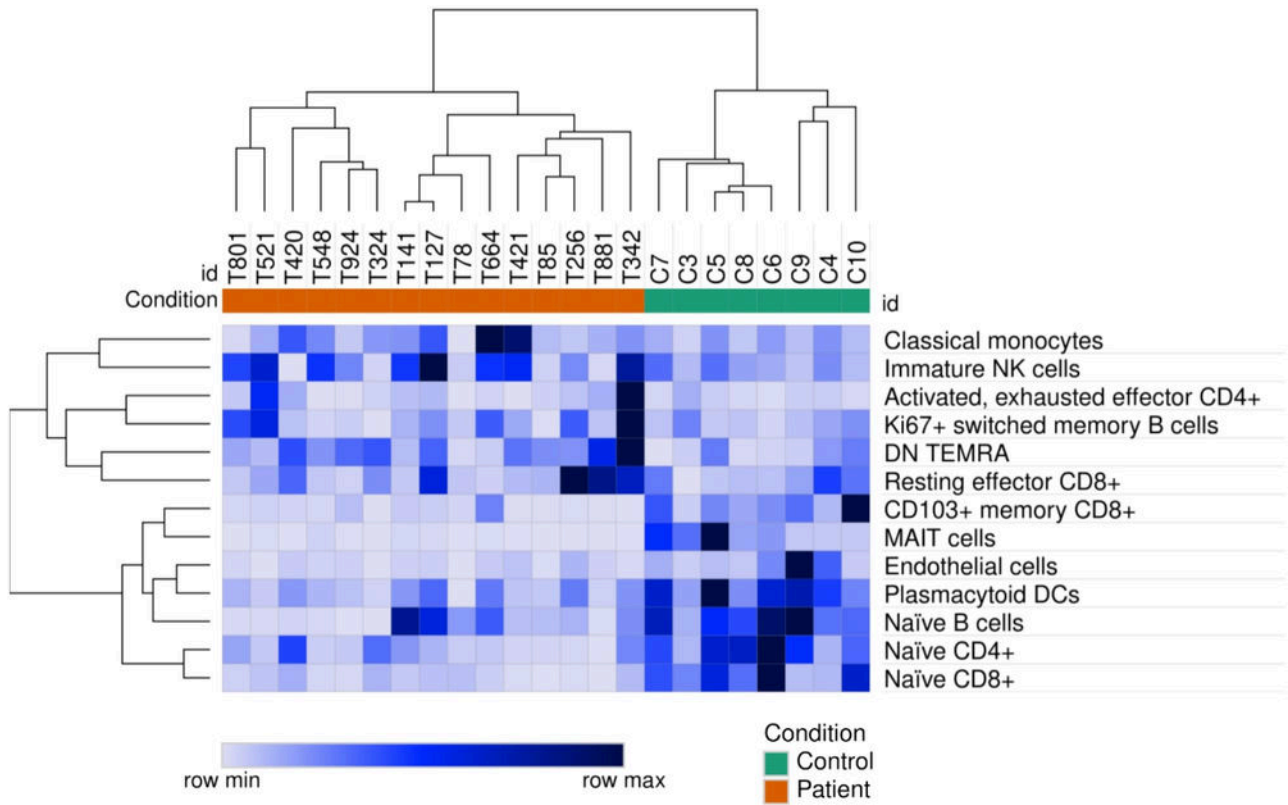 id T801 T521 T420 T548 T924 T324 T141 T127 T78 T664 T421 T85 T256 T881 T342 C7 C3 C5 C8 C6 C9 C4 C10
Condition id
Classical monocytes
Immature NK cells
Activated, exhausted effector CD4+
Ki67+ switched memory B cells
DN TEMRA
Resting effector CD8+
CD103+ memory CD8+
MAIT cells
Endothelial cells
Plasmacytoid DCs
Naïve B cells
Naïve CD4+
Naïve CD8+
row min row max
Condition
Control
Patient